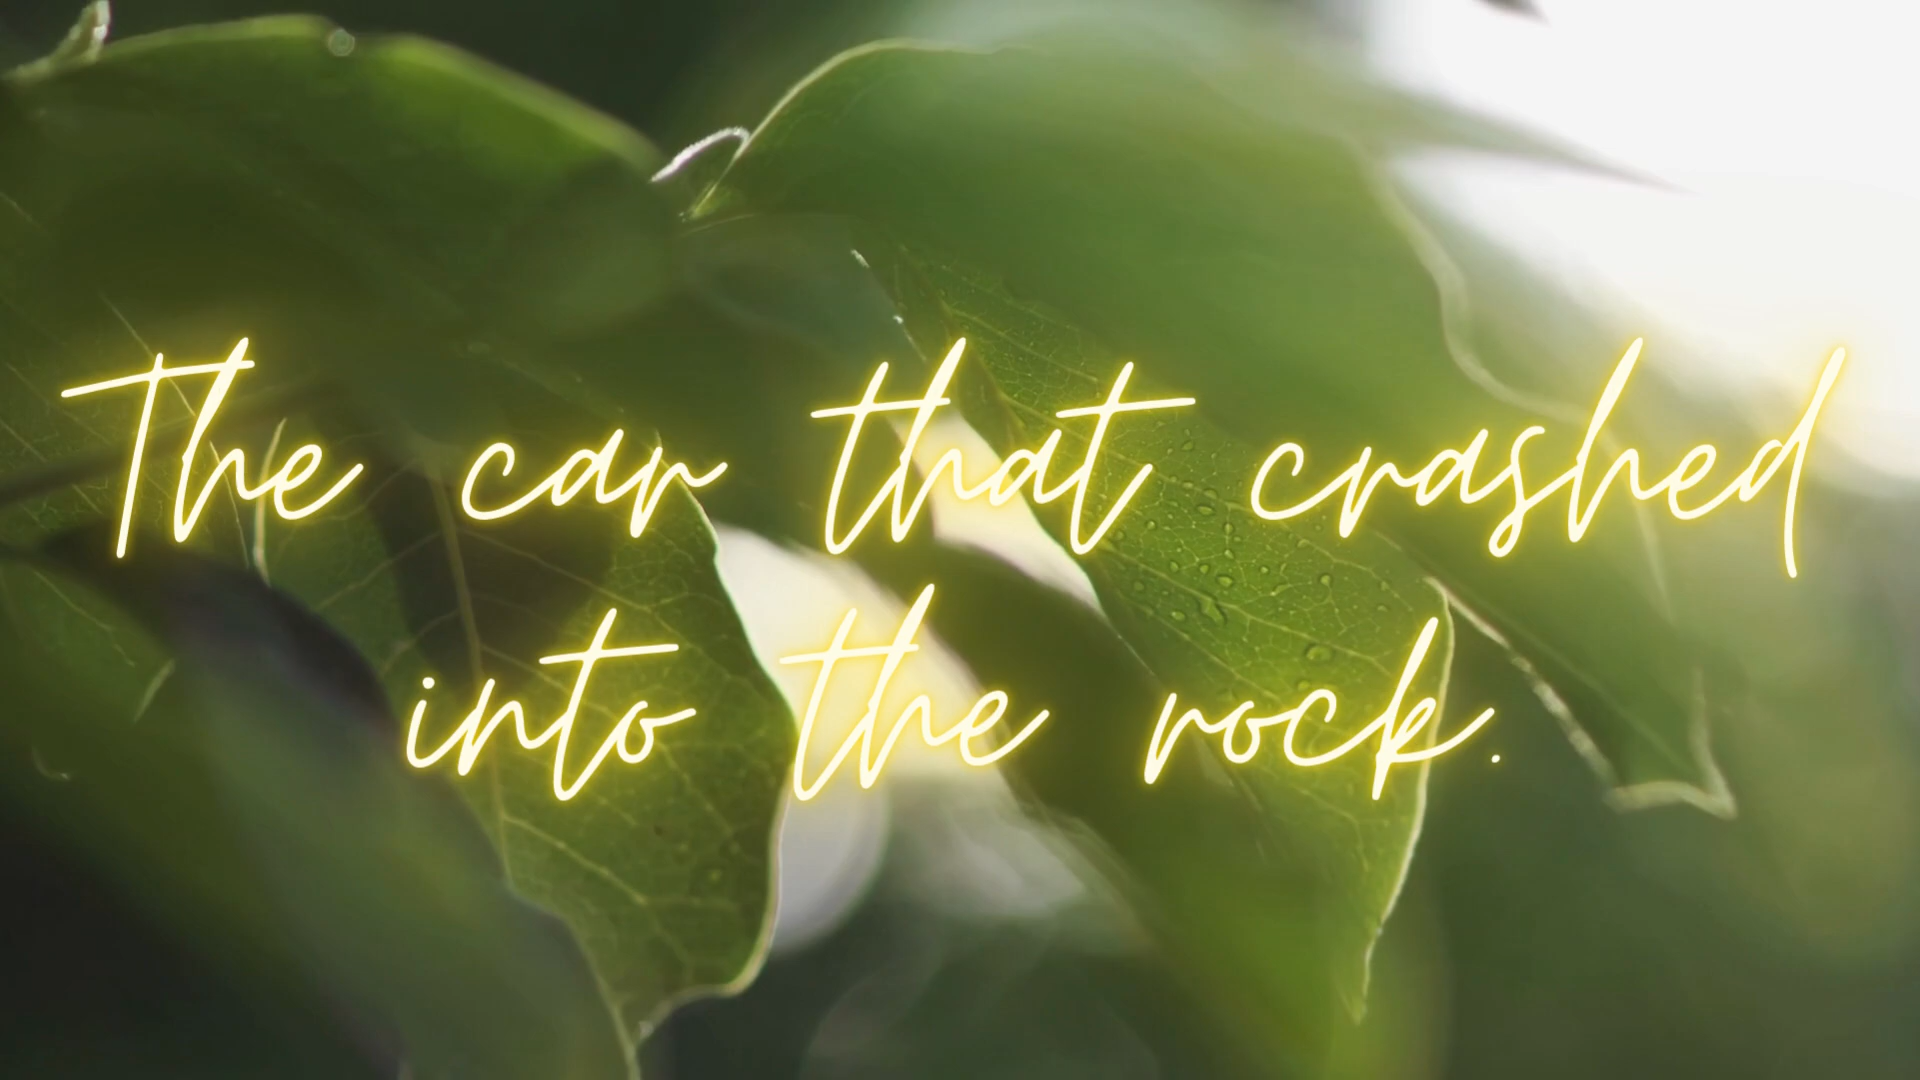 The car that crashed
into the rock.